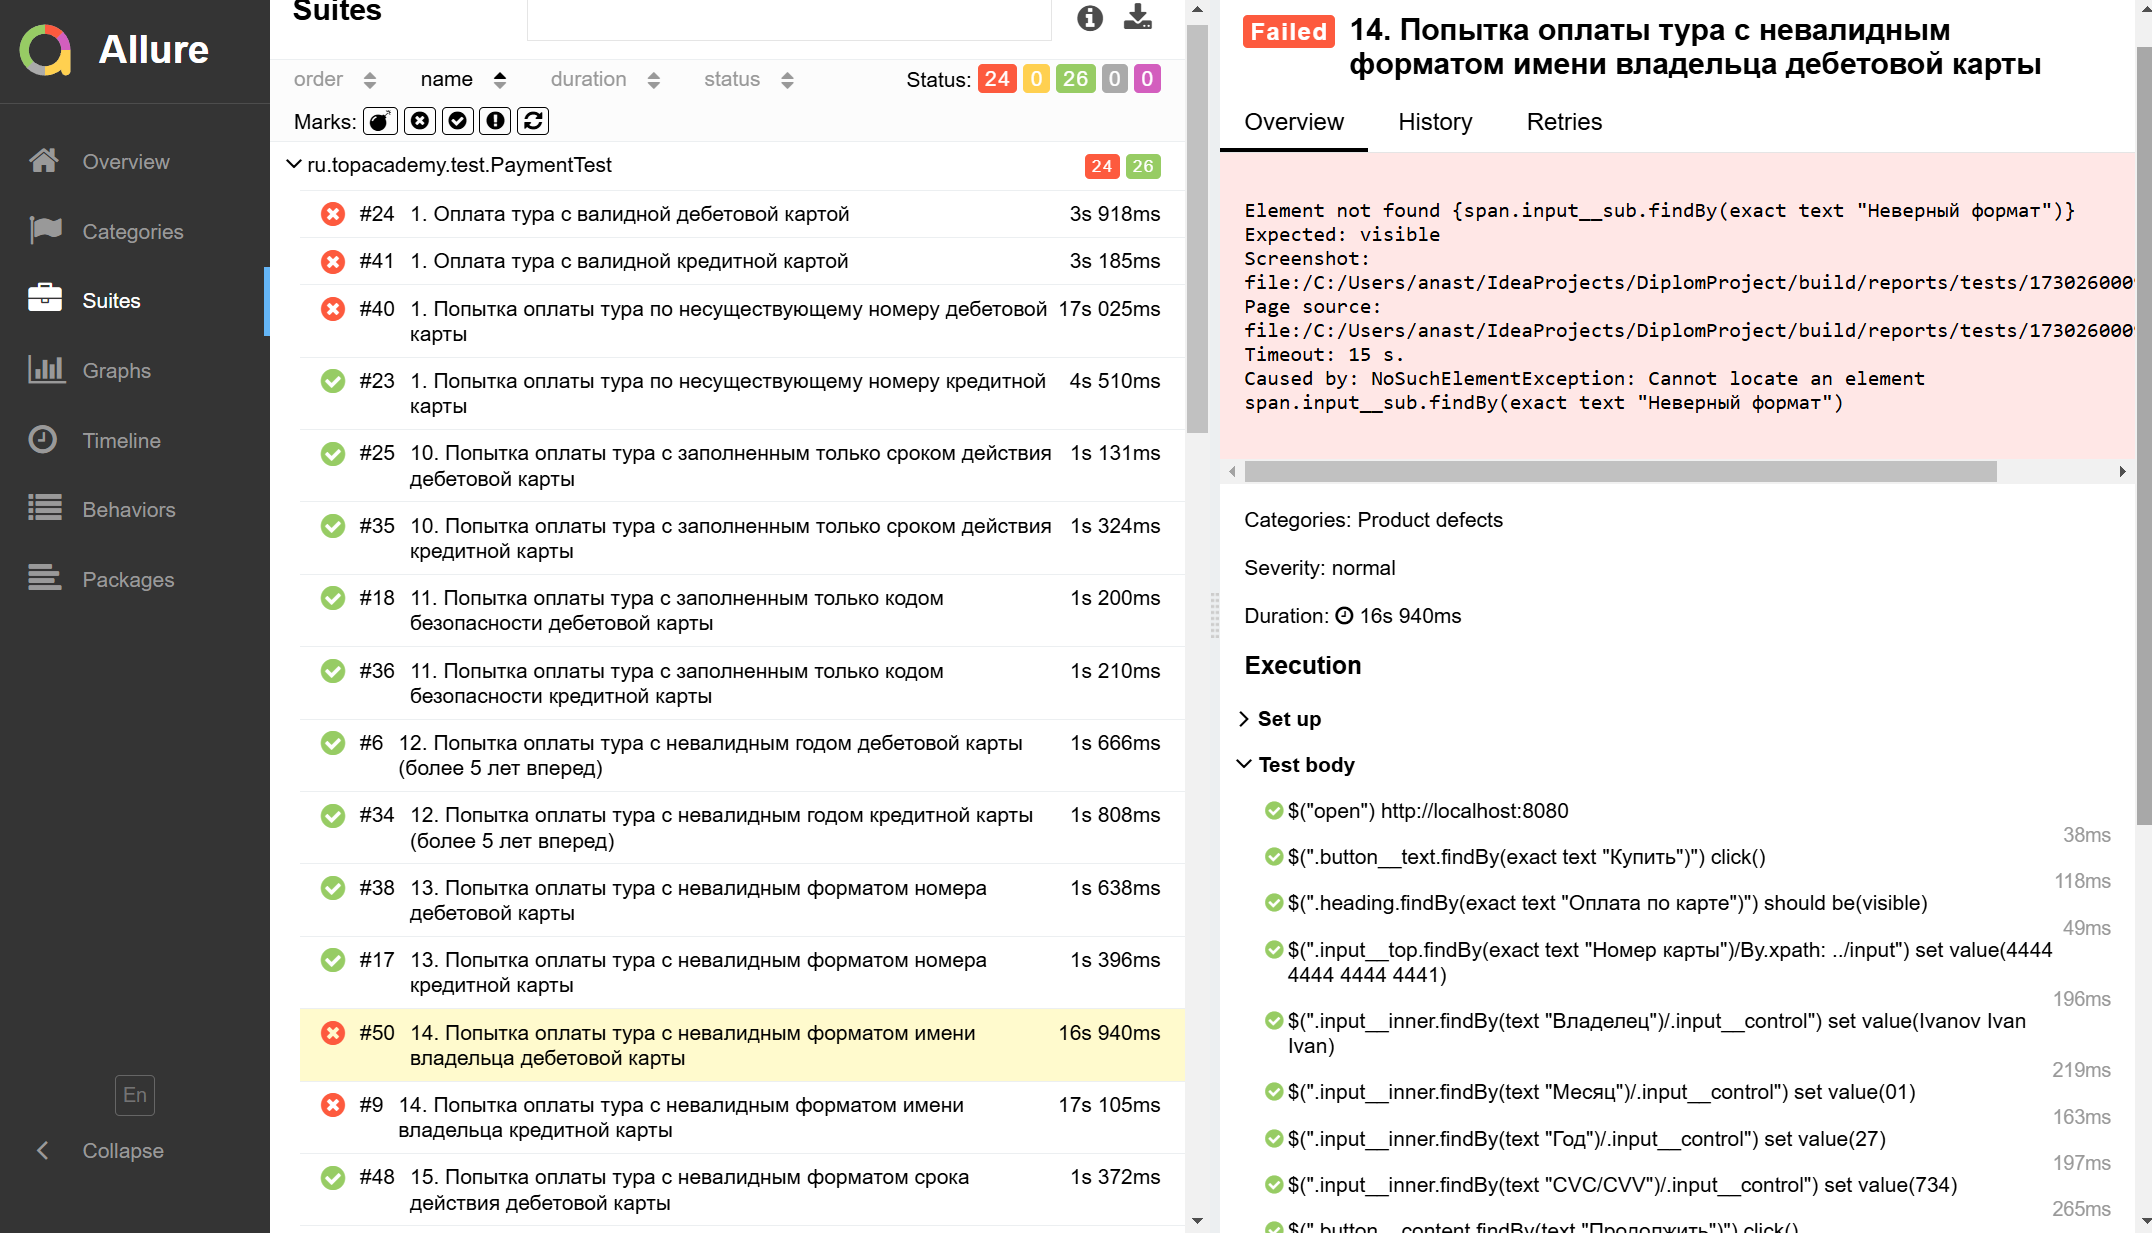 Allure
Overview
Categories
Suites
Graphs
Timeline
Behaviors
Packages
En
Collapse
Suites
order name duration status Status: 24 0 26 0 0
Marks:
ru.topacademy.test.PaymentTest 24 26
#24 1. Оплата тура с валидной дебетовой картой 3s 918ms
#41 1. Оплата тура с валидной кредитной картой 3s 185ms
#40 1. Попытка оплаты тура по несуществующему номеру дебетовой 17s 025ms
карты
#23 1. Попытка оплаты тура по несуществующему номеру кредитной 4s 510ms
карты
#25 10. Попытка оплаты тура с заполненным только сроком действия 1s 131ms
дебетовой карты
#35 10. Попытка оплаты тура с заполненным только сроком действия 1s 324ms
кредитной карты
#18 11. Попытка оплаты тура с заполненным только кодом 1s 200ms
безопасности дебетовой карты
#36 11. Попытка оплаты тура с заполненным только кодом 1s 210ms
безопасности кредитной карты
#6 12. Попытка оплаты тура с невалидным годом дебетовой карты 1s 666ms
(более 5 лет вперед)
#34 12. Попытка оплаты тура с невалидным годом кредитной карты 1s 808ms
(более 5 лет вперед)
#38 13. Попытка оплаты тура с невалидным форматом номера 1s 638ms
дебетовой карты
#17 13. Попытка оплаты тура с невалидным форматом номера 1s 396ms
кредитной карты
#50 14. Попытка оплаты тура с невалидным форматом имени 16s 940ms
владельца дебетовой карты
#9 14. Попытка оплаты тура с невалидным форматом имени 17s 105ms
владельца кредитной карты
#48 15. Попытка оплаты тура с невалидным форматом срока 1s 372ms
действия дебетовой карты
Failed 14. Попытка оплаты тура с невалидным
форматом имени владельца дебетовой карты
Overview History Retries
Element not found {span.input__sub.findBy(exact text "Неверный формат")}
Expected: visible
Screenshot:
file:/C:/Users/anast/IdeaProjects/DiplomProject/build/reports/tests/1730260009
Page source:
file:/C:/Users/anast/IdeaProjects/DiplomProject/build/reports/tests/1730260009
Timeout: 15 s.
Caused by: NoSuchElementException: Cannot locate an element
span.input__sub.findBy(exact text "Неверный формат")
Categories: Product defects
Severity: normal
Duration: 16s 940ms
Execution
Set up
Test body
$("open") http://localhost:8080
38ms
$(".button__text.findBy(exact text "Купить")") click()
118ms
$(".heading.findBy(exact text "Оплата по карте")") should be(visible)
49ms
$(".input__top.findBy(exact text "Номер карты")/By.xpath: ../input") set value(4444
4444 4444 4441)
196ms
$(".input__inner.findBy(text "Владелец")/.input__control") set value(Ivanov Ivan
Ivan)
219ms
$(".input__inner.findBy(text "Месяц")/.input__control") set value(01)
163ms
$(".input__inner.findBy(text "Год")/.input__control") set value(27)
197ms
$(".input__inner.findBy(text "CVC/CVV")/.input__control") set value(734)
265ms
$(".button__content.findBy(text "Продолжить")") click()